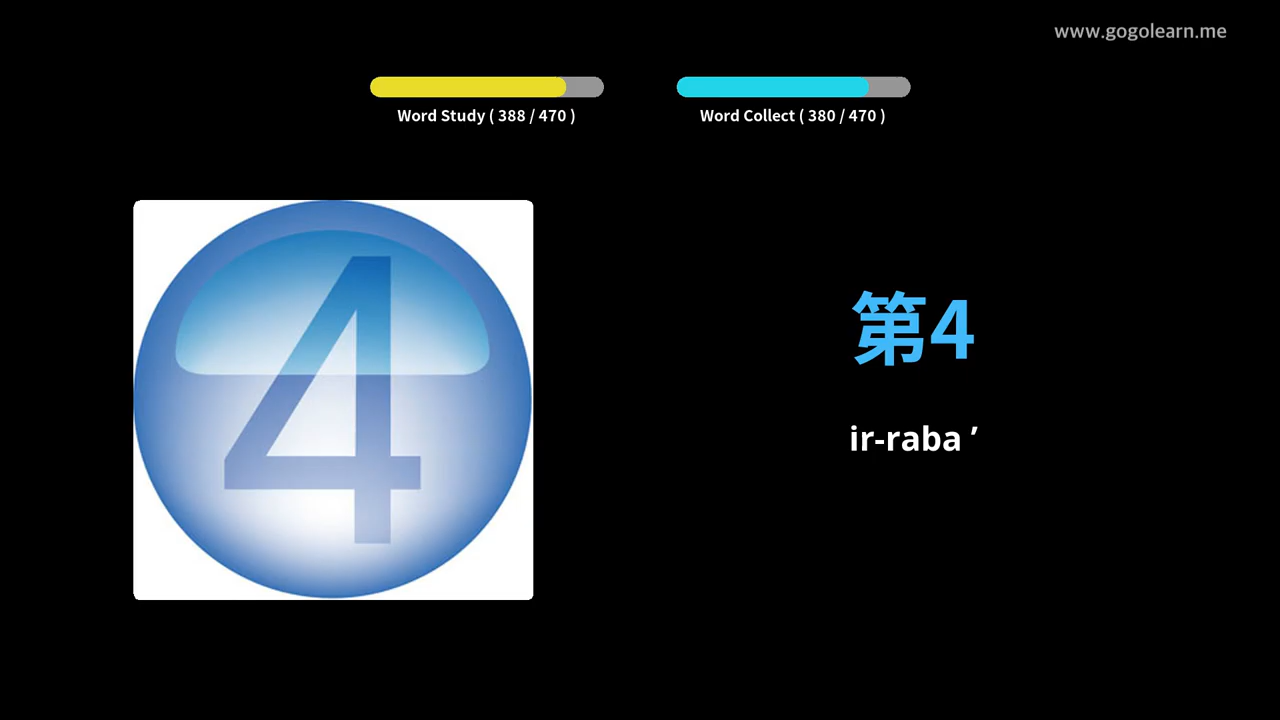 www.gogolearn.me
Word Study ( 388 / 470 )
Word Collect ( 380 / 470 )
4
第4
ir-raba ’